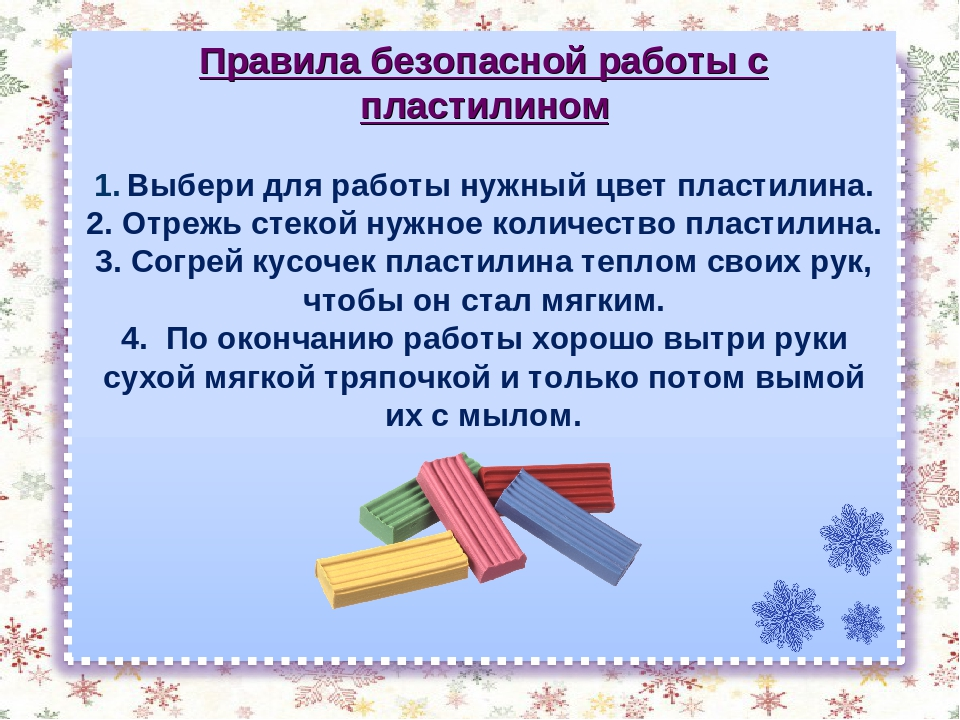 Правила безопасной работы с
пластилином
1. Выбери для работы нужный цвет пластилина.
2. Отрежь стекой нужное количество пластилина.
3. Согрей кусочек пластилина теплом своих рук,
чтобы он стал мягким.
4. По окончанию работы хорошо вытри руки
сухой мягкой тряпочкой и только потом вымой
их с мылом.